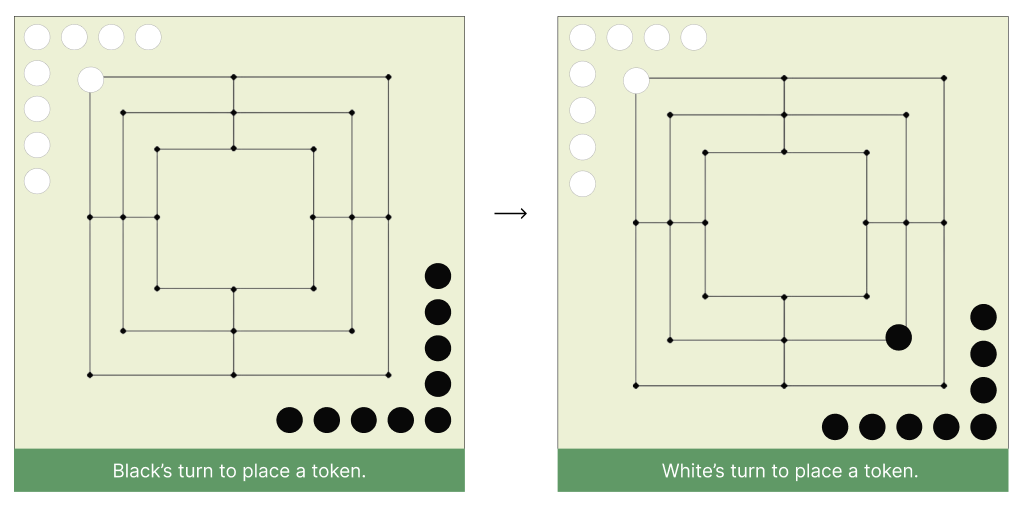 Black’s turn to place a token.
White’s turn to place a token.